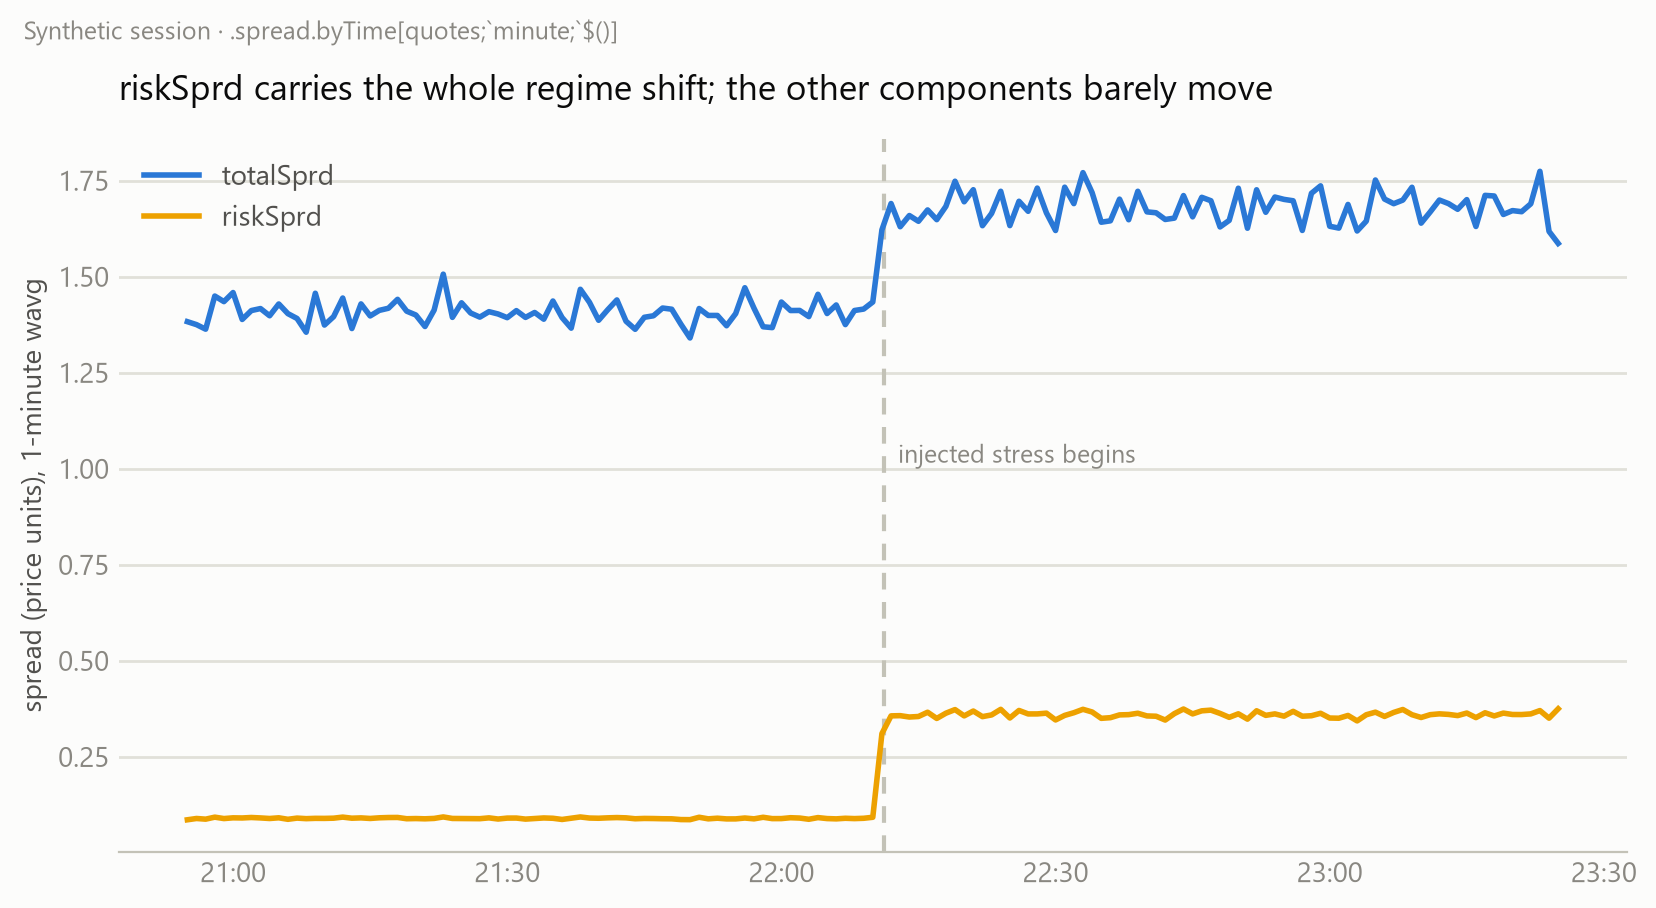 Synthetic session · .spread.byTime[quotes;`minute;`$()]
riskSprd carries the whole regime shift; the other components barely move
totalSprd
riskSprd
spread (price units), 1-minute wavg
1.75
1.50
1.25
1.00
0.75
0.50
0.25
injected stress begins
21:00
21:30
22:00
22:30
23:00
23:30